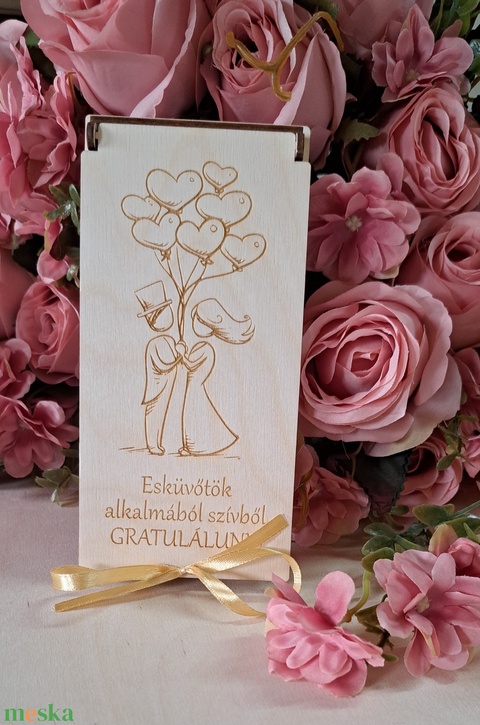 Esküvőtök
alkalmából szívből
GRATULÁLUNK
meska